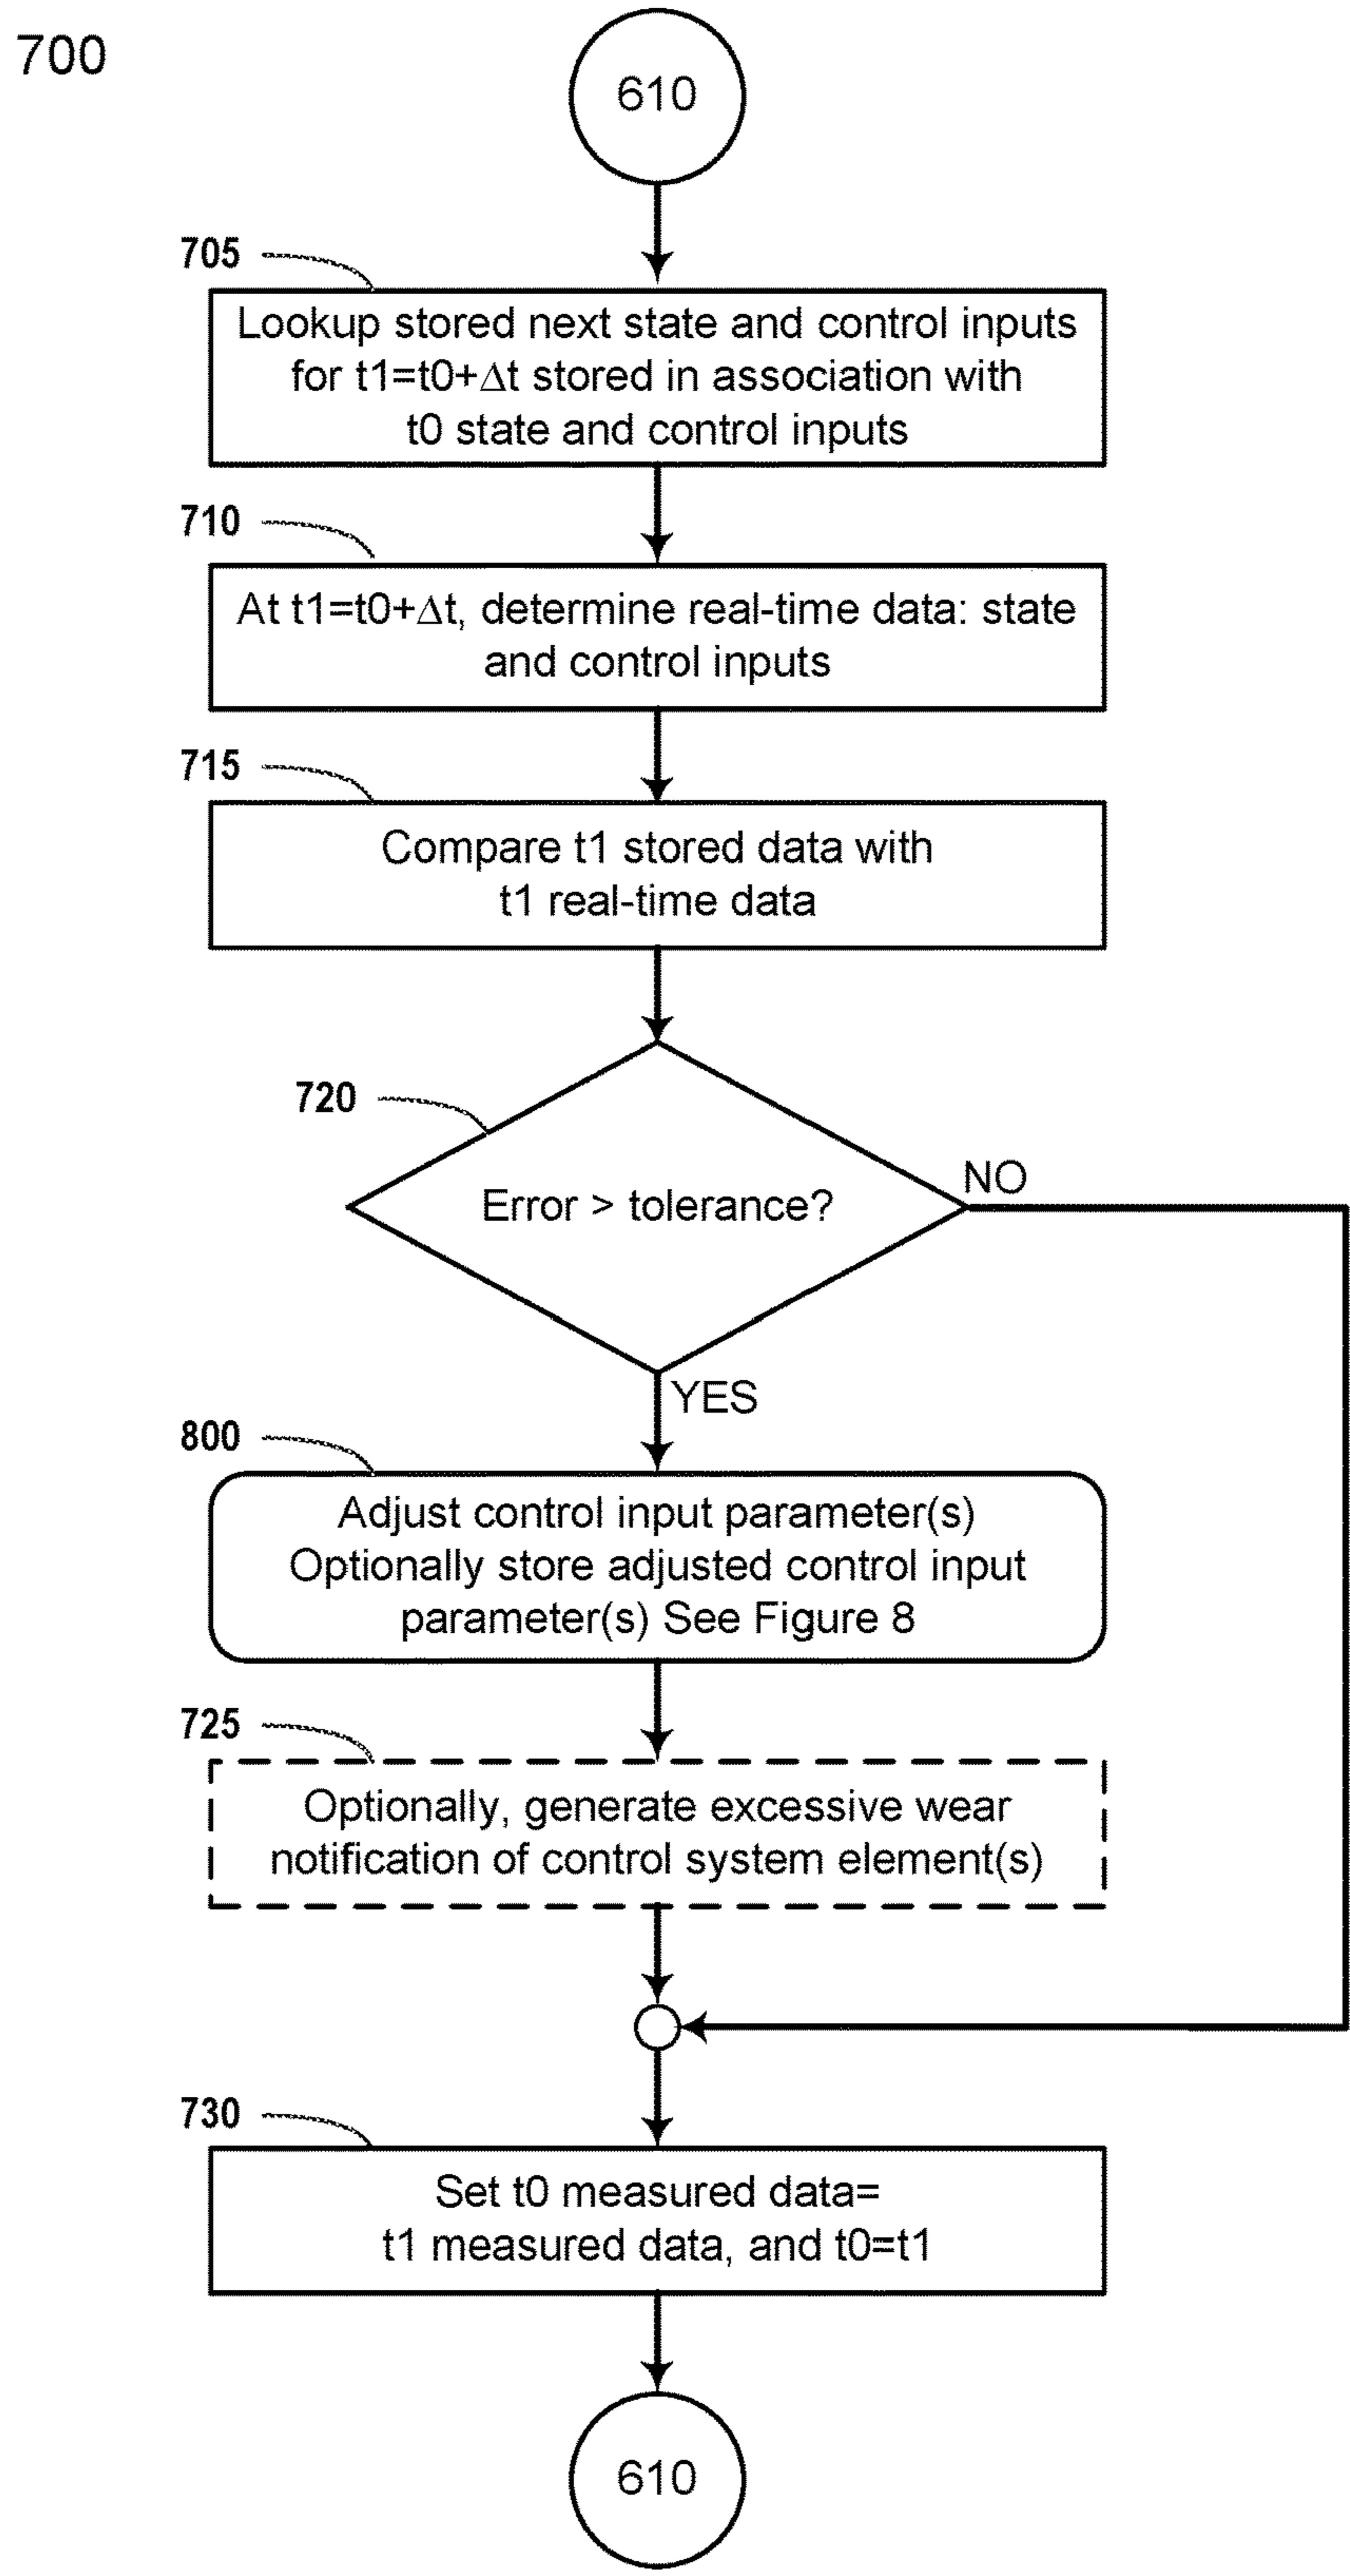 700
610
705
Lookup stored next state and control inputs
for t1=t0+Δt stored in association with
t0 state and control inputs
710
At t1=t0+Δt, determine real-time data: state
and control inputs
715
Compare t1 stored data with
t1 real-time data
720
Error > tolerance?
NO
YES
800
Adjust control input parameter(s)
Optionally store adjusted control input
parameter(s) See Figure 8
725
Optionally, generate excessive wear
notification of control system element(s)
730
Set t0 measured data=
t1 measured data, and t0=t1
610